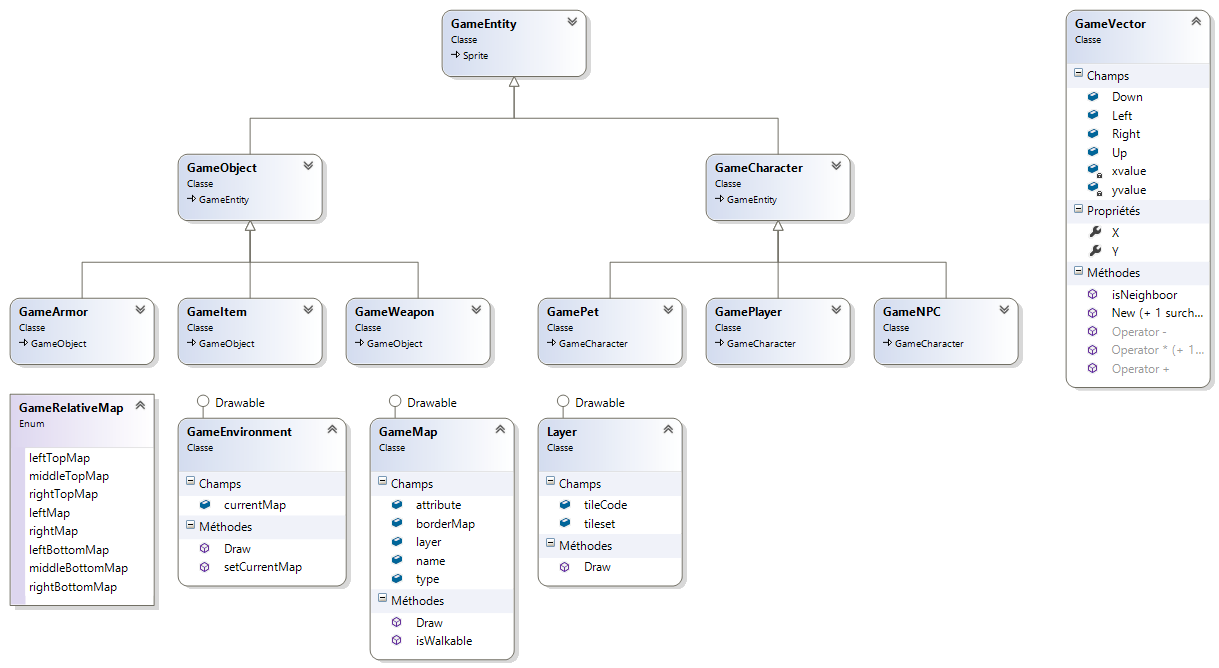 GameEntity
Classe
Sprite
GameVector
Classe
Champs
Down
Left
Right
Up
xvalue
yvalue
Propriétés
X
Y
Méthodes
isNeighboor
New (+ 1 surch...
Operator -
Operator * (+ 1...
Operator +
GameObject
Classe
GameEntity
GameCharacter
Classe
GameEntity
GameArmor
Classe
GameObject
GameItem
Classe
GameObject
GameWeapon
Classe
GameObject
GamePet
Classe
GameCharacter
GamePlayer
Classe
GameCharacter
GameNPC
Classe
GameCharacter
GameRelativeMap
Enum
leftTopMap
middleTopMap
rightTopMap
leftMap
rightMap
leftBottomMap
middleBottomMap
rightBottomMap
Drawable
GameEnvironment
Classe
Champs
currentMap
Méthodes
Draw
setCurrentMap
Drawable
GameMap
Classe
Champs
attribute
borderMap
layer
name
type
Méthodes
Draw
isWalkable
Drawable
Layer
Classe
Champs
tileCode
tileset
Méthodes
Draw